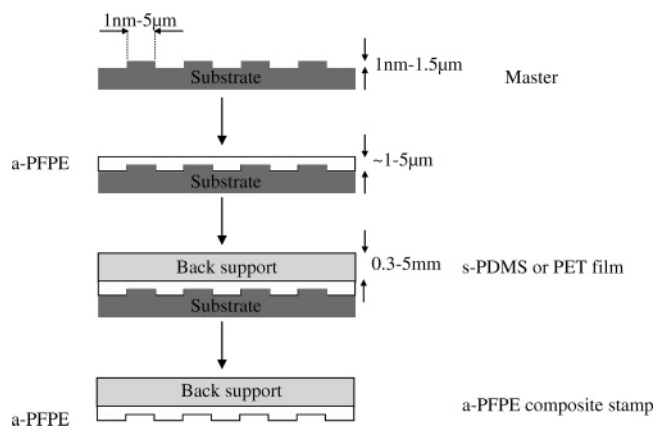 1nm-5μm
Substrate
1nm-1.5μm
Master
a-PFPE
~1-5μm
Substrate
Back support
0.3-5mm
s-PDMS or PET film
Substrate
Back support
a-PFPE
a-PFPE composite stamp